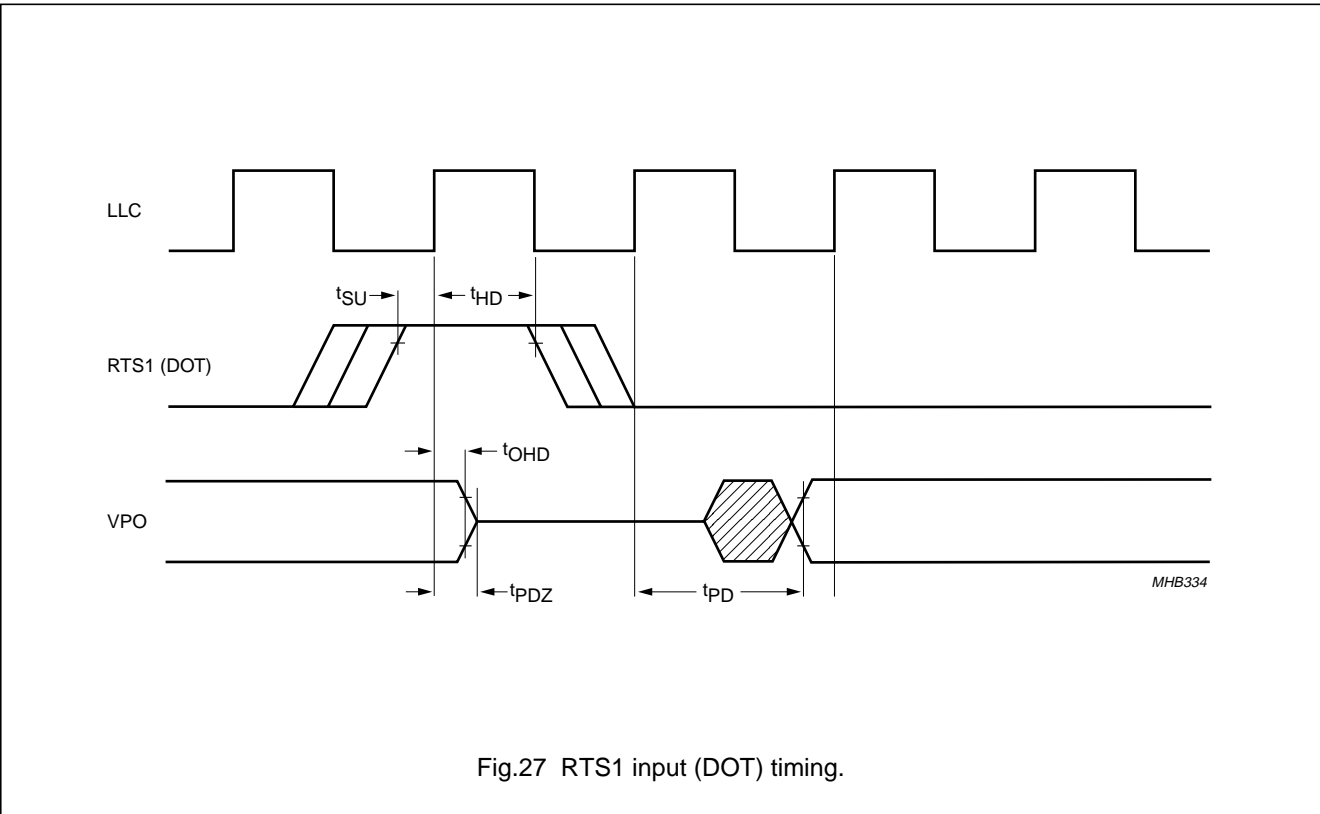 LLC
tSU
tHD
RTS1 (DOT)
tOHD
VPO
MHB334
tPDZ
tPD
Fig.27 RTS1 input (DOT) timing.